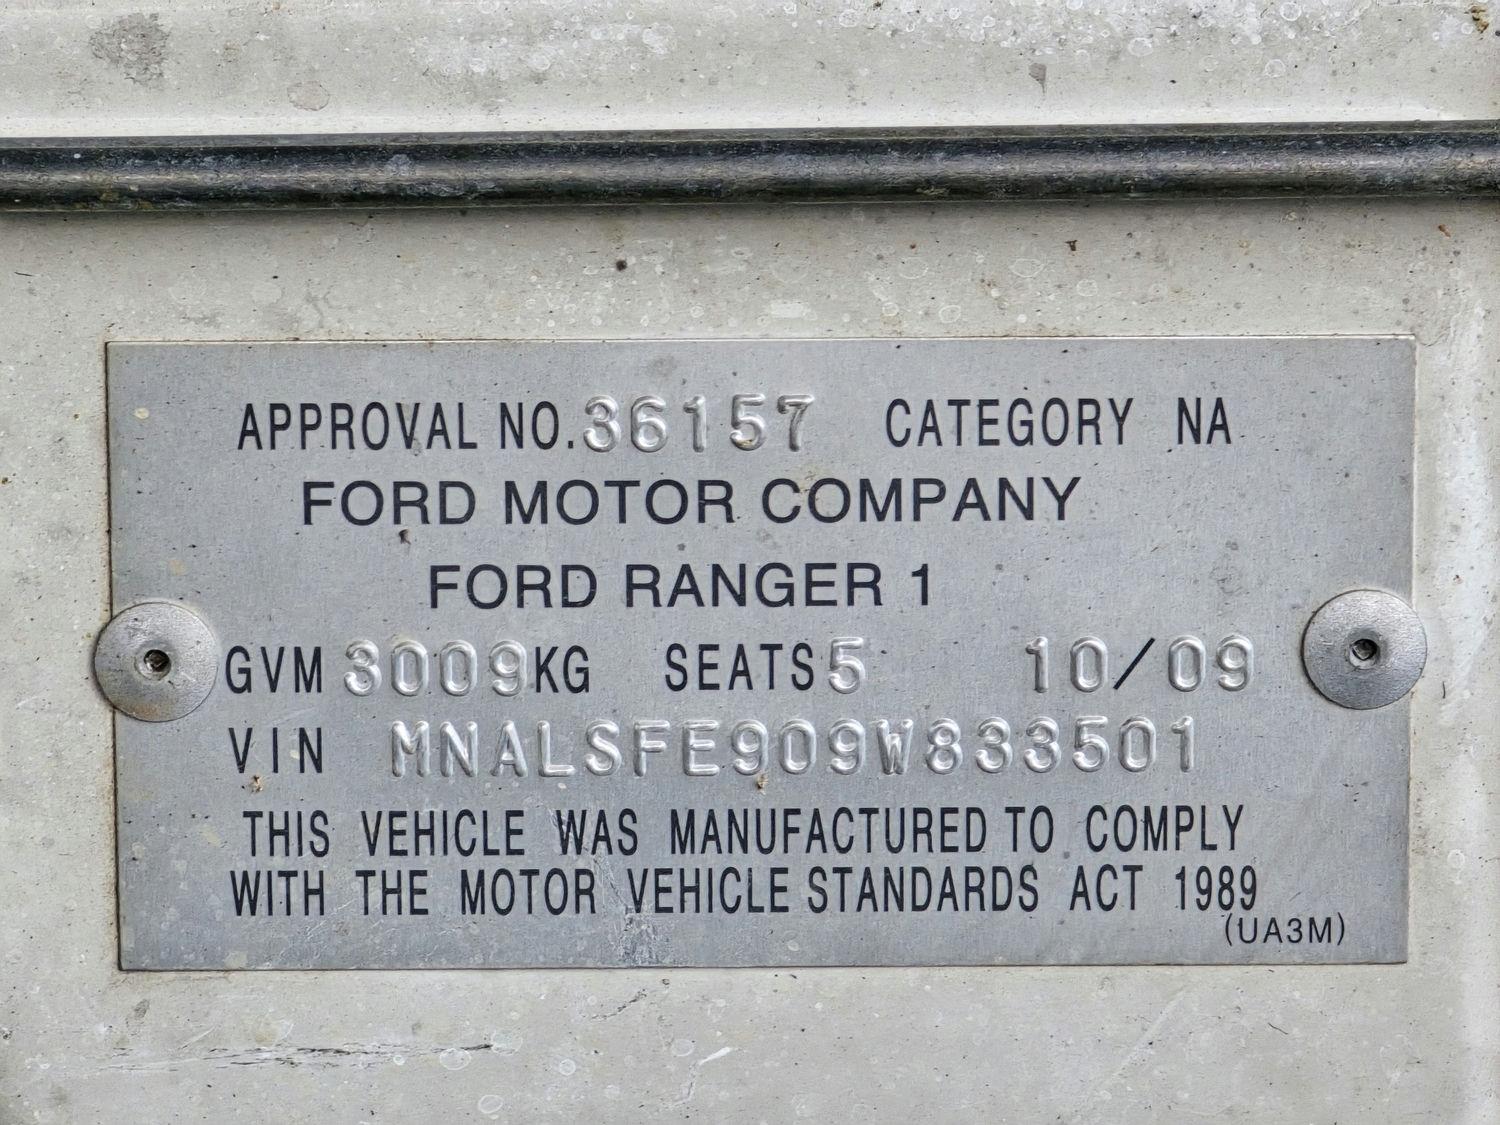 APPROVAL NO. 36157 CATEGORY NA
FORD MOTOR COMPANY
FORD RANGER 1
GVM 3009KG SEATS 5 10/09
VIN MNALSFE909W833501
THIS VEHICLE WAS MANUFACTURED TO COMPLY
WITH THE MOTOR VEHICLE STANDARDS ACT 1989
(UA3M)